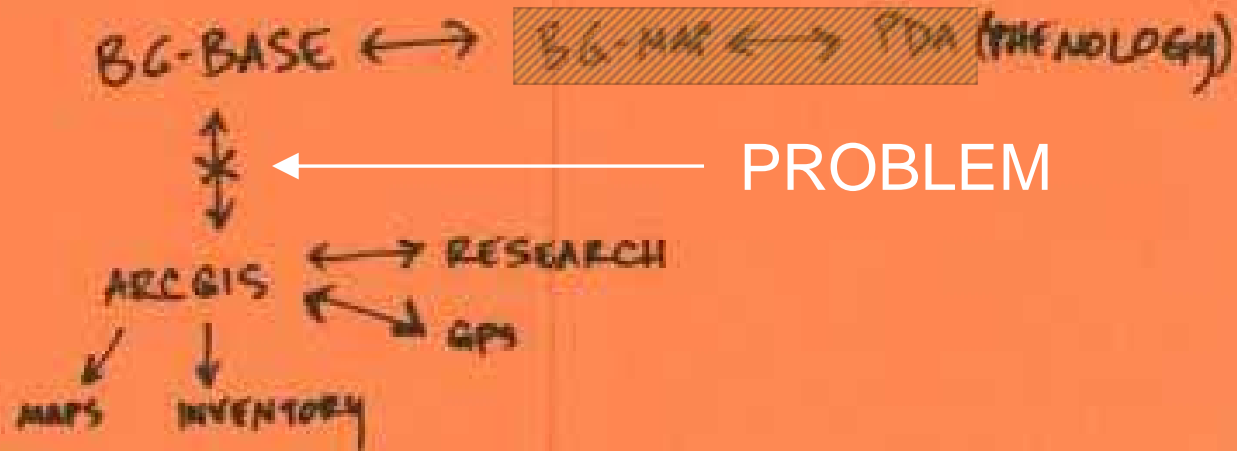 BG-BASE ↔ BG-MAP ↔ PDA (PHENOLOGY)
PROBLEM
RESEARCH
ARCGIS
GPS
MAPS INVENTORY